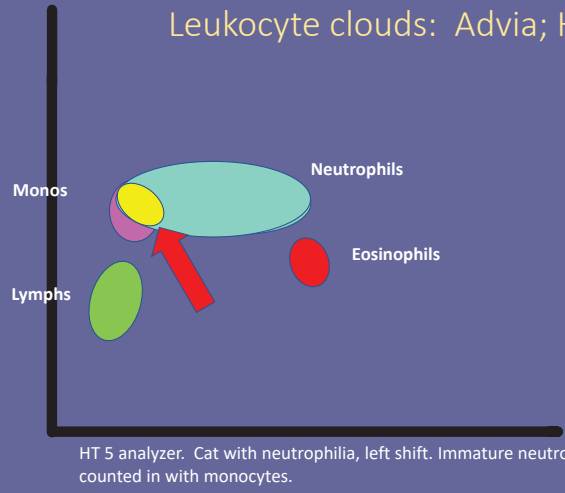 Leukocyte clouds: Advia; H
Neutrophils
Monos
Eosinophils
Lymphs
HT 5 analyzer. Cat with neutrophilia, left shift. Immature neutro
counted in with monocytes.